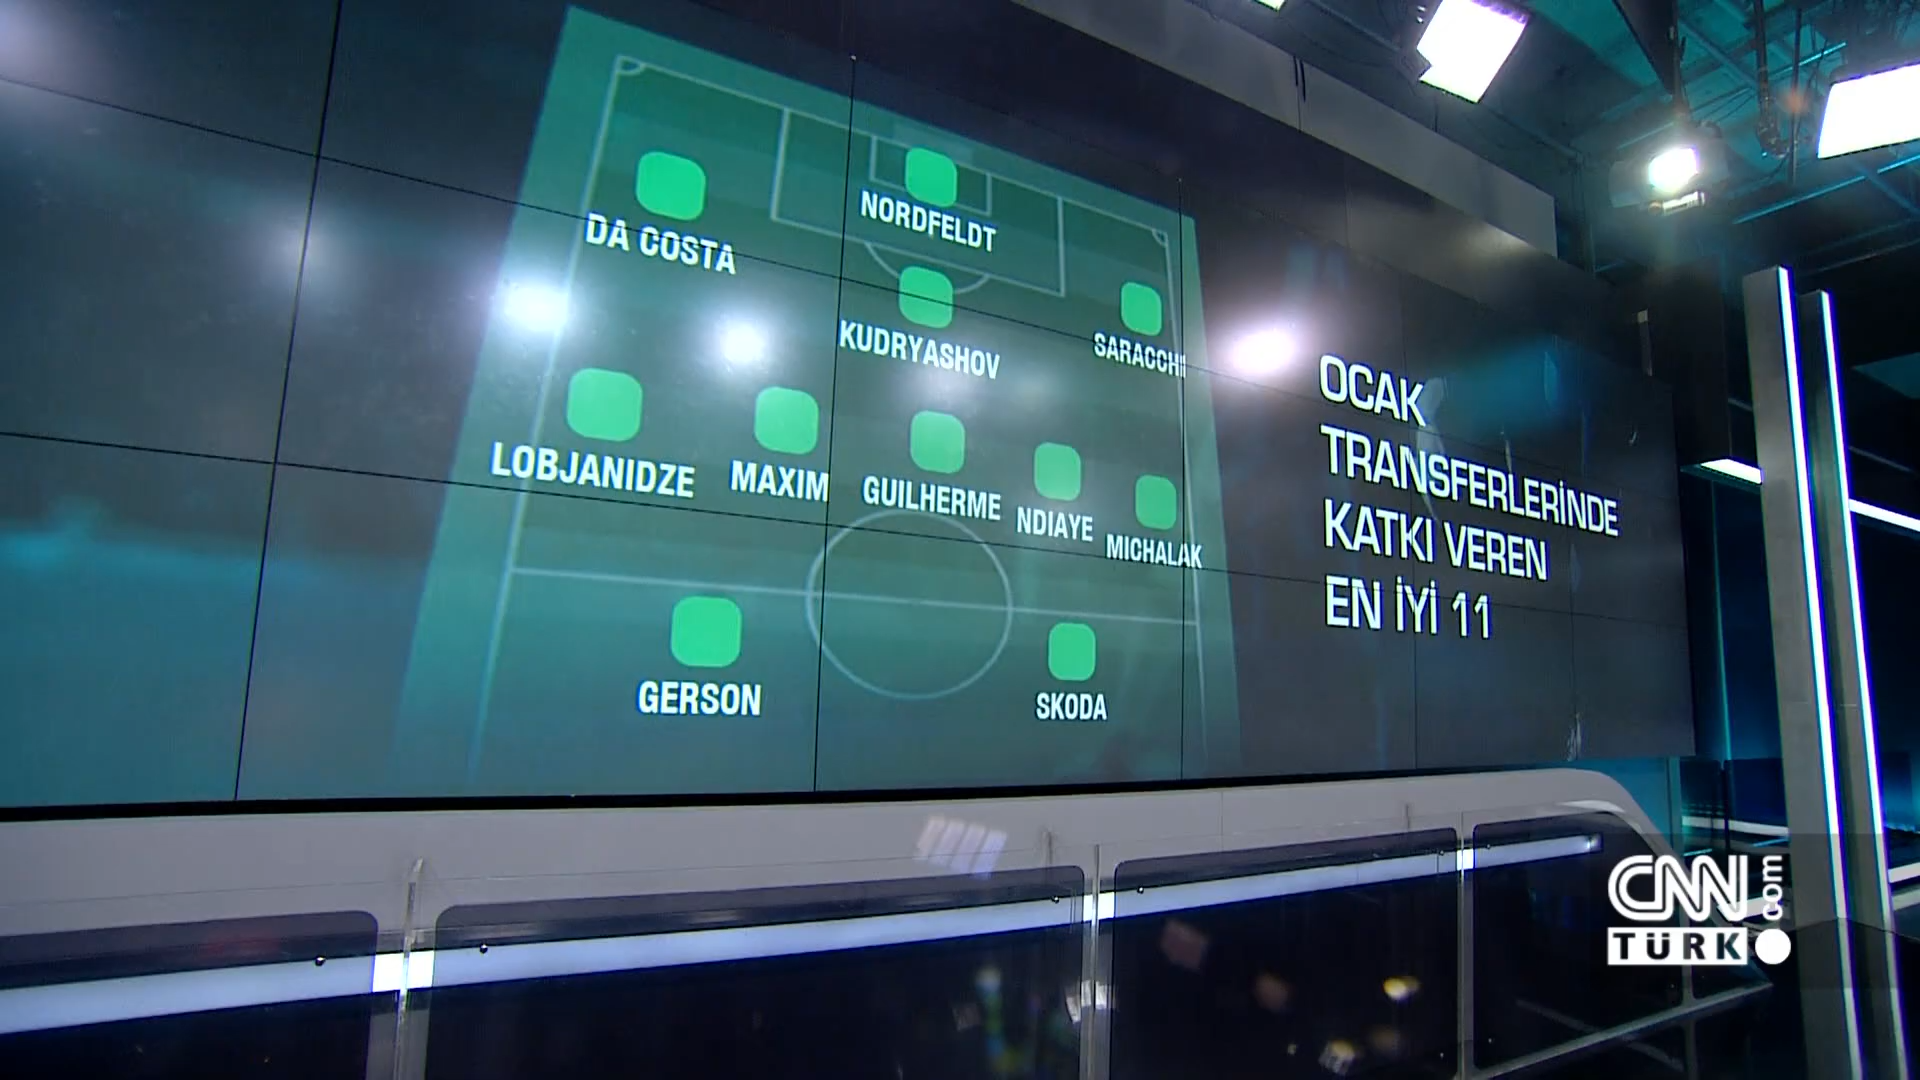 NORDFELDT
DA COSTA
KUDRYASHOV
SARACCHI
LOBJANIDZE
MAXIM
GUILHERME
NDIAYE
MICHALAK
GERSON
SKODA
OCAK
TRANSFERLERİNDE
KATKI VEREN
EN İYİ 11
CNN
TÜRK
.com